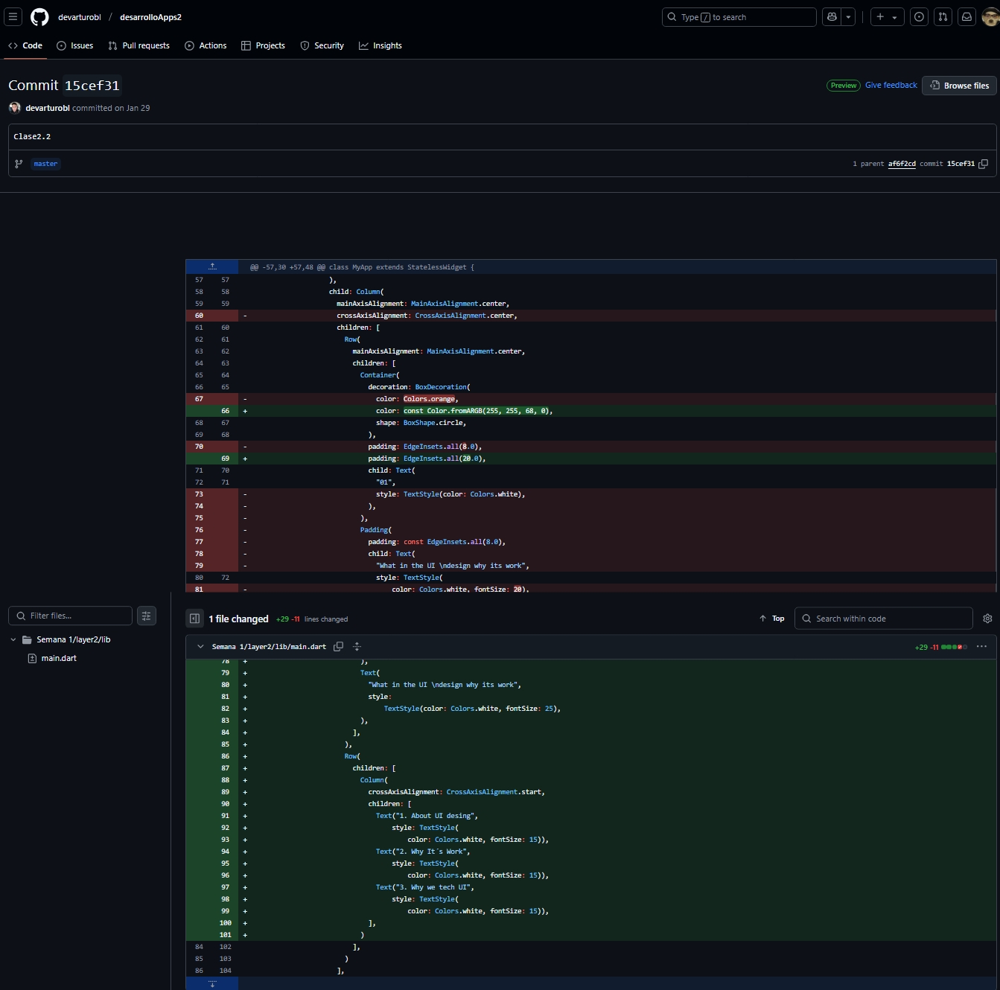 devarturobl / desarrolloApps2
Type / to search
Code Issues Pull requests Actions Projects Security Insights
Commit 15cef31
Preview Give feedback Browse files
devarturobl committed on Jan 29
Clase2.2
master 1 parent af6f2cd commit 15cef31
@@ -57,30 +57,48 @@ class MyApp extends StatelessWidget {
57 57 ),
58 58 child: Column(
59 59 mainAxisAlignment: MainAxisAlignment.center,
60 - crossAxisAlignment: CrossAxisAlignment.center,
61 60 children: [
62 61 Row(
63 62 mainAxisAlignment: MainAxisAlignment.center,
64 63 children: [
65 64 Container(
66 65 decoration: BoxDecoration(
67 - color: Colors.orange,
66 + color: const Color.fromARGB(255, 255, 68, 0),
68 67 shape: BoxShape.circle,
69 68 ),
70 - padding: EdgeInsets.all(8.0),
69 + padding: EdgeInsets.all(20.0),
71 70 child: Text(
72 71 "01",
73 - style: TextStyle(color: Colors.white),
74 - ),
75 - ),
76 - Padding(
77 - padding: const EdgeInsets.all(8.0),
78 - child: Text(
79 - "What in the UI \ndesign why its work",
80 72 style: TextStyle(
81 - color: Colors.white, fontSize: 20),
Filter files...
Semana 1/layer2/lib
main.dart
1 file changed +29 -11 lines changed
Top Search within code
Semana 1/layer2/lib/main.dart +29 -11
78 + ),
79 + Text(
80 + "What in the UI \ndesign why its work",
81 + style:
82 + TextStyle(color: Colors.white, fontSize: 25),
83 + ),
84 + ],
85 + ),
86 + Row(
87 + children: [
88 + Column(
89 + crossAxisAlignment: CrossAxisAlignment.start,
90 + children: [
91 + Text("1. About UI desing",
92 + style: TextStyle(
93 + color: Colors.white, fontSize: 15)),
94 + Text("2. Why It´s Work",
95 + style: TextStyle(
96 + color: Colors.white, fontSize: 15)),
97 + Text("3. Why we tech UI",
98 + style: TextStyle(
99 + color: Colors.white, fontSize: 15)),
100 + ],
101 + )
84 102 ],
85 103 )
86 104 ],